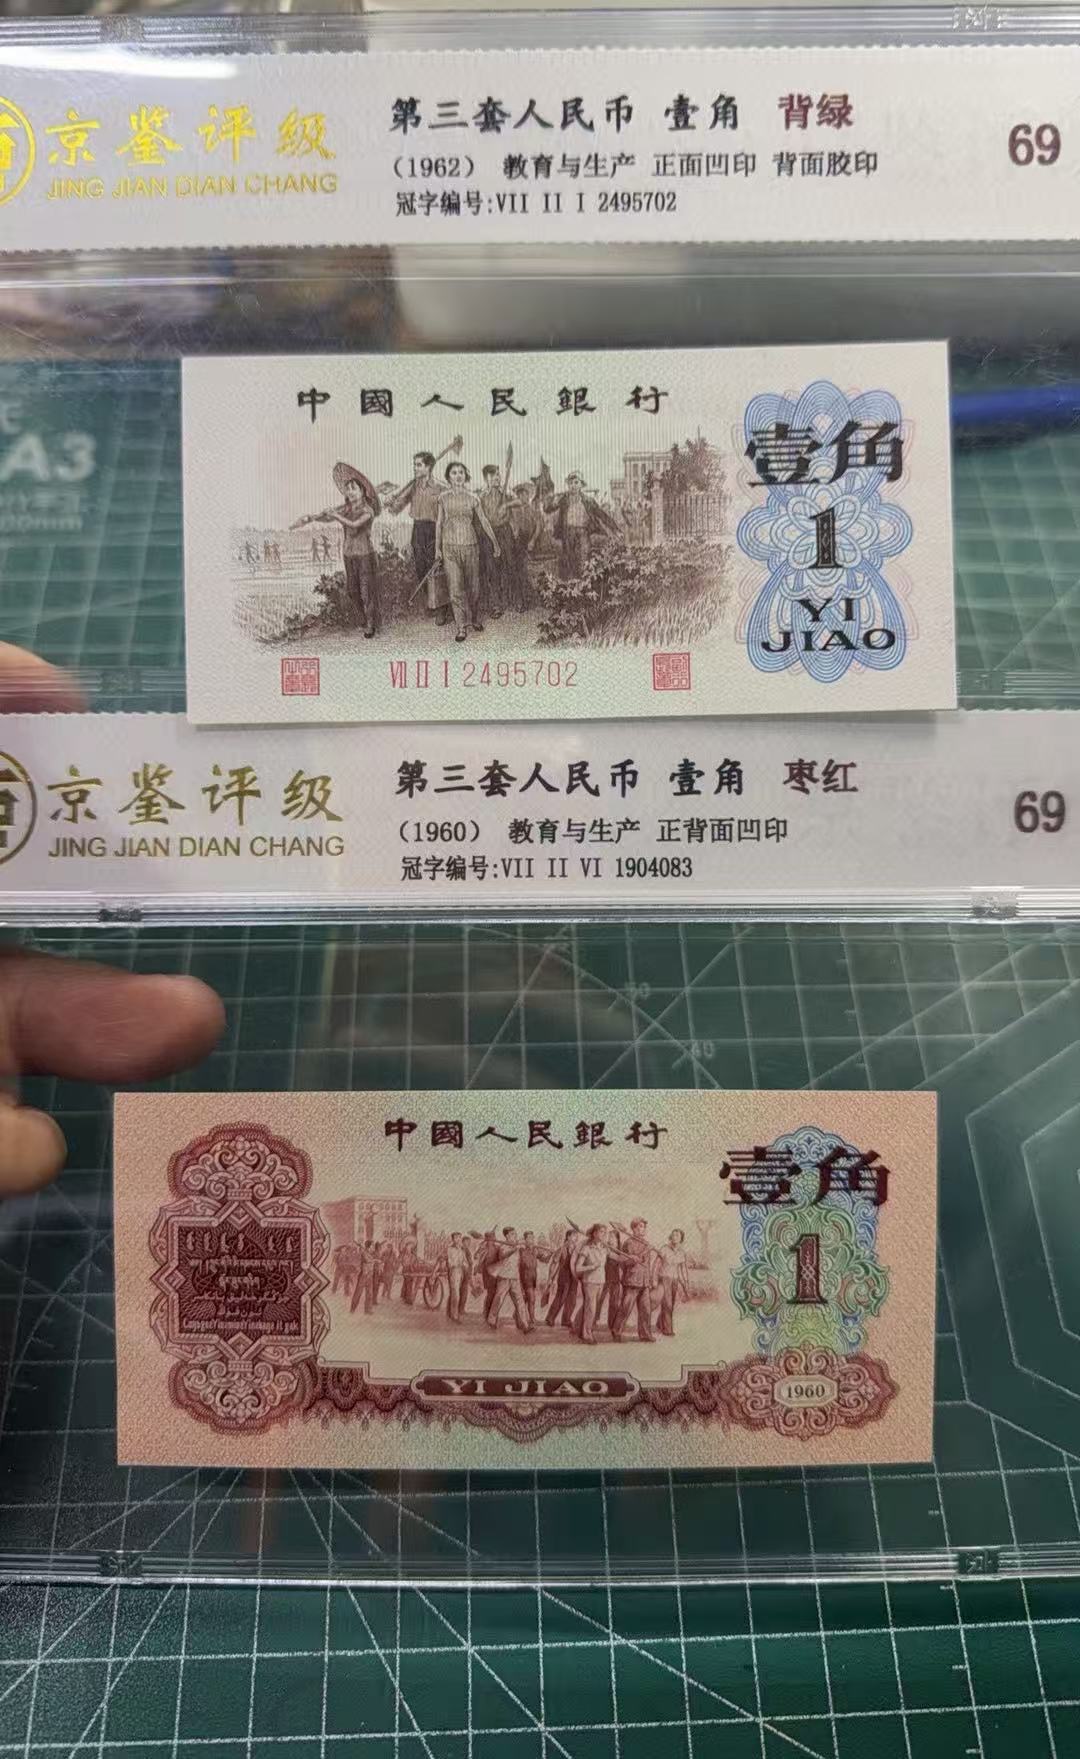 京鉴评级
JING JIAN DIAN CHANG
第三套人民币 壹角 背绿
（1962） 教育与生产 正面凹印 背面胶印
冠字编号:VII II I 2495702
69
A3
中國人民銀行
壹角
1
YI
JIAO
VII II I 2495702
京鉴评级
JING JIAN DIAN CHANG
第三套人民币 壹角 枣红
（1960） 教育与生产 正背面凹印
冠字编号:VII II VI 1904083
69
40
中國人民銀行
壹角
1
YI JIAO
1960